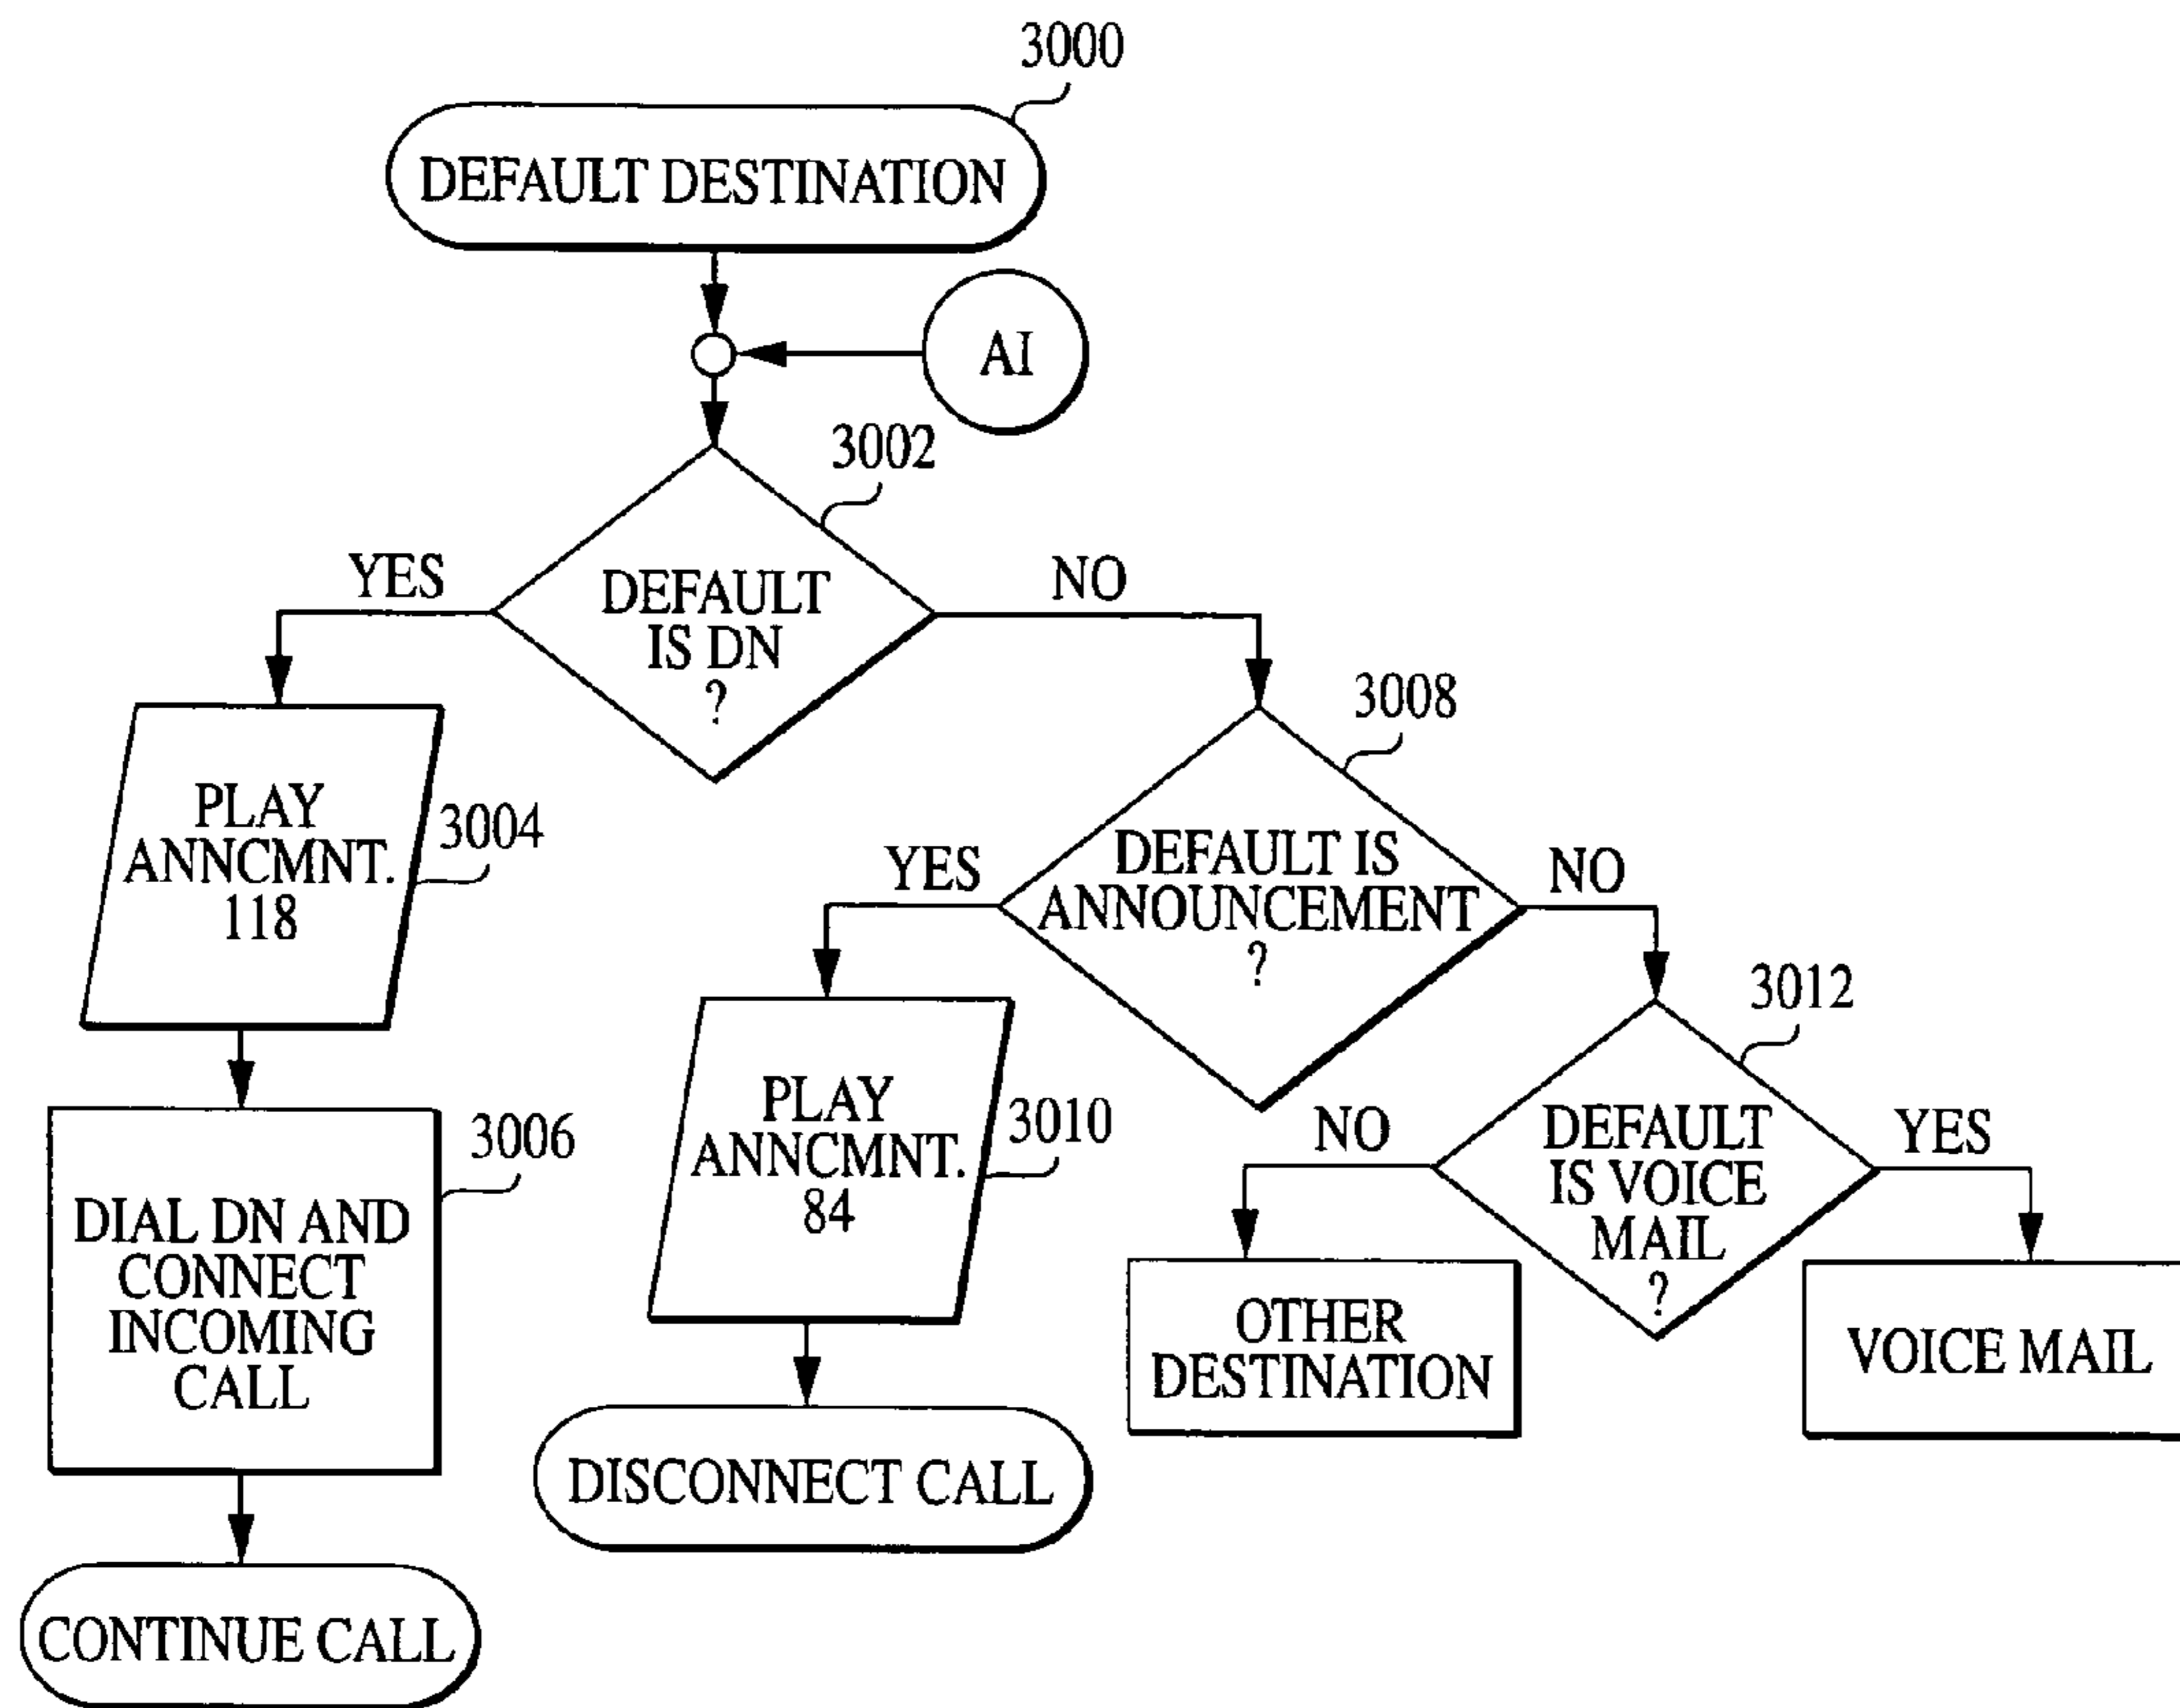 3000
DEFAULT DESTINATION
AI
3002
YES
NO
DEFAULT
IS DN
?
3008
PLAY
ANNCMNT.
118
3004
YES
DEFAULT IS
ANNOUNCEMENT
?
NO
3012
PLAY
ANNCMNT.
84
3010
NO
DEFAULT
IS VOICE
MAIL
?
YES
3006
DIAL DN AND
CONNECT
INCOMING
CALL
OTHER
DESTINATION
VOICE MAIL
DISCONNECT CALL
CONTINUE CALL